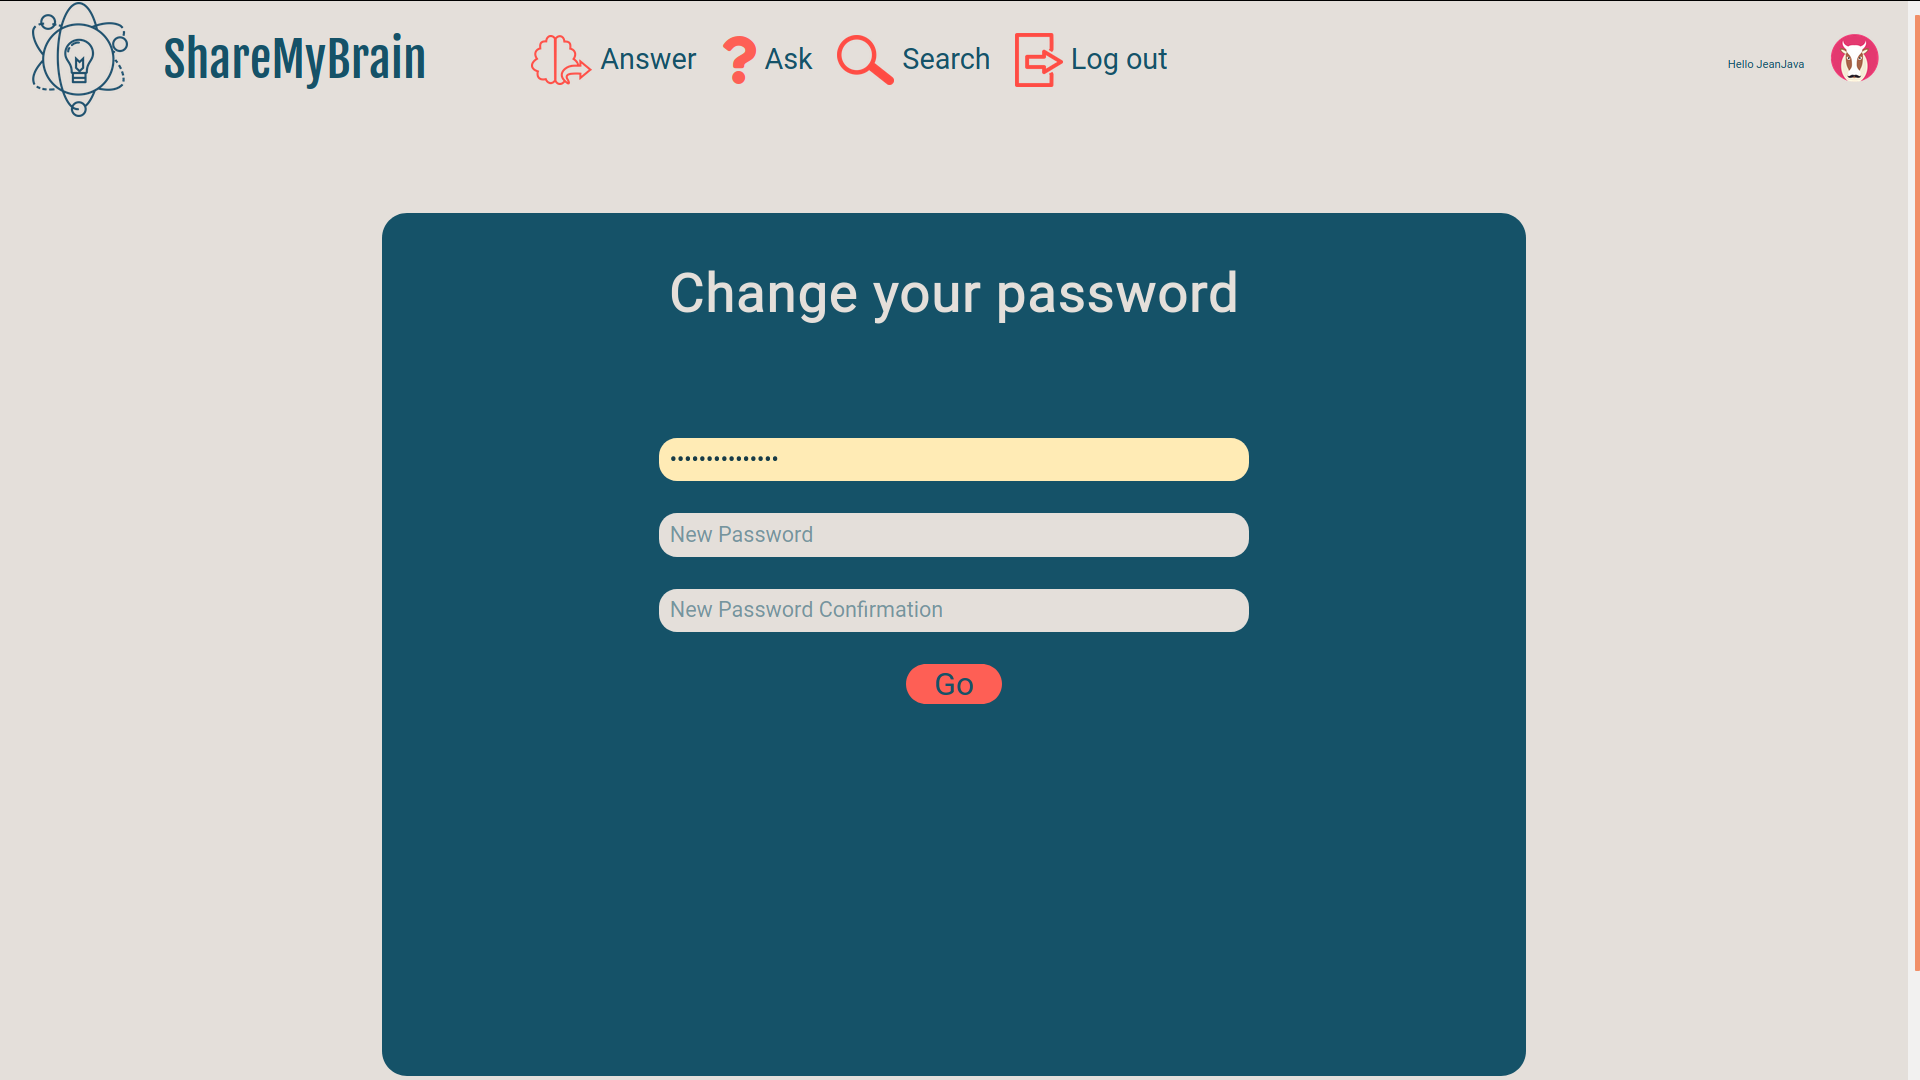 ShareMyBrain
Answer
Ask
Search
Log out
Hello JeanJava
Change your password
•••••••••••••••
New Password
New Password Confirmation
Go